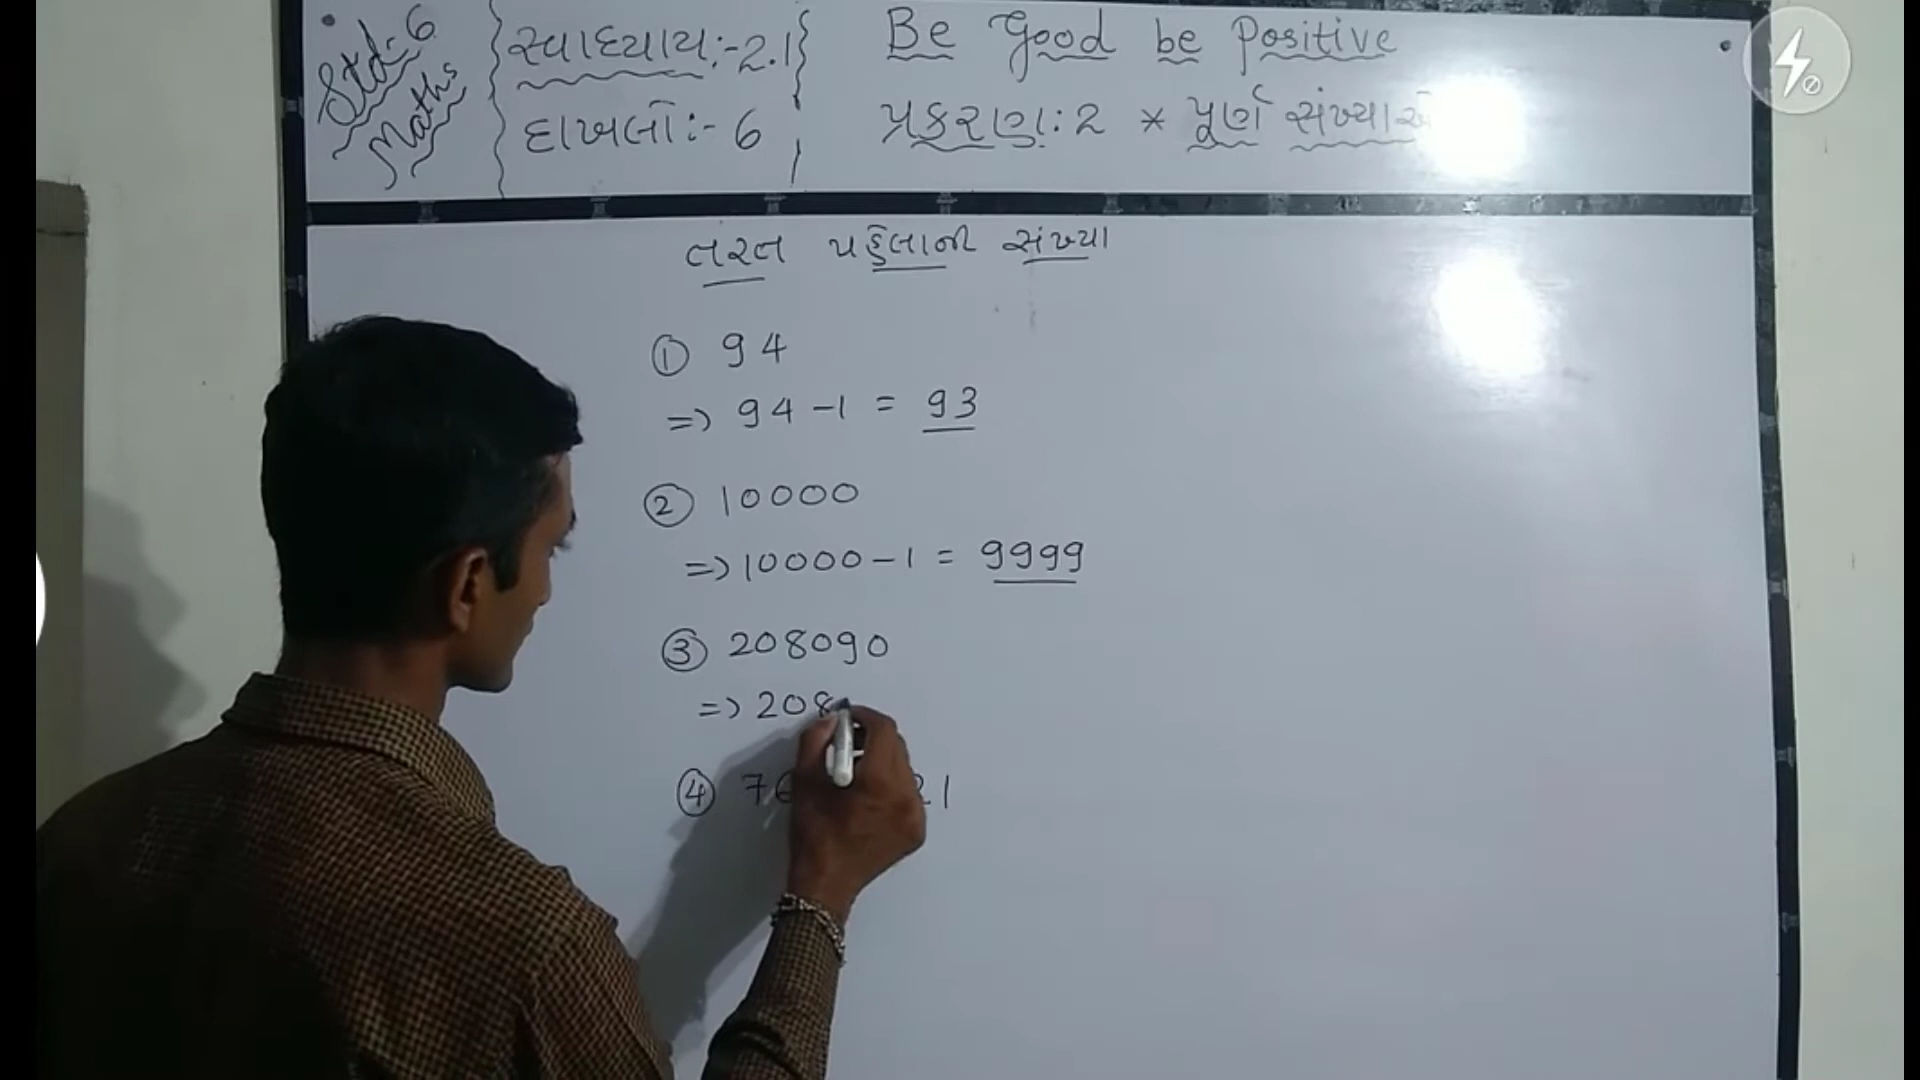 Std-6
Maths
સ્વાધ્યાય:-2.1
દાખલો:- 6
Be Good be Positive
પ્રકરણ: 2 * પૂર્ણ
તરત પહેલાની સંખ્યા
① 94
=> 94 - 1 = 93
② 10000
=> 10000 - 1 = 9999
③ 208090
=> 208
④